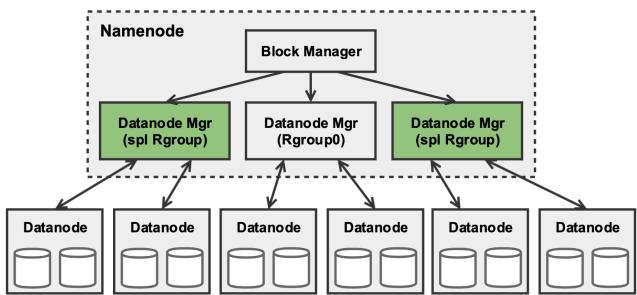 Namenode
Block Manager
Datanode Mgr
(spl Rgroup)
Datanode Mgr
(Rgroup0)
Datanode Mgr
(spl Rgroup)
Datanode
Datanode
Datanode
Datanode
Datanode
Datanode